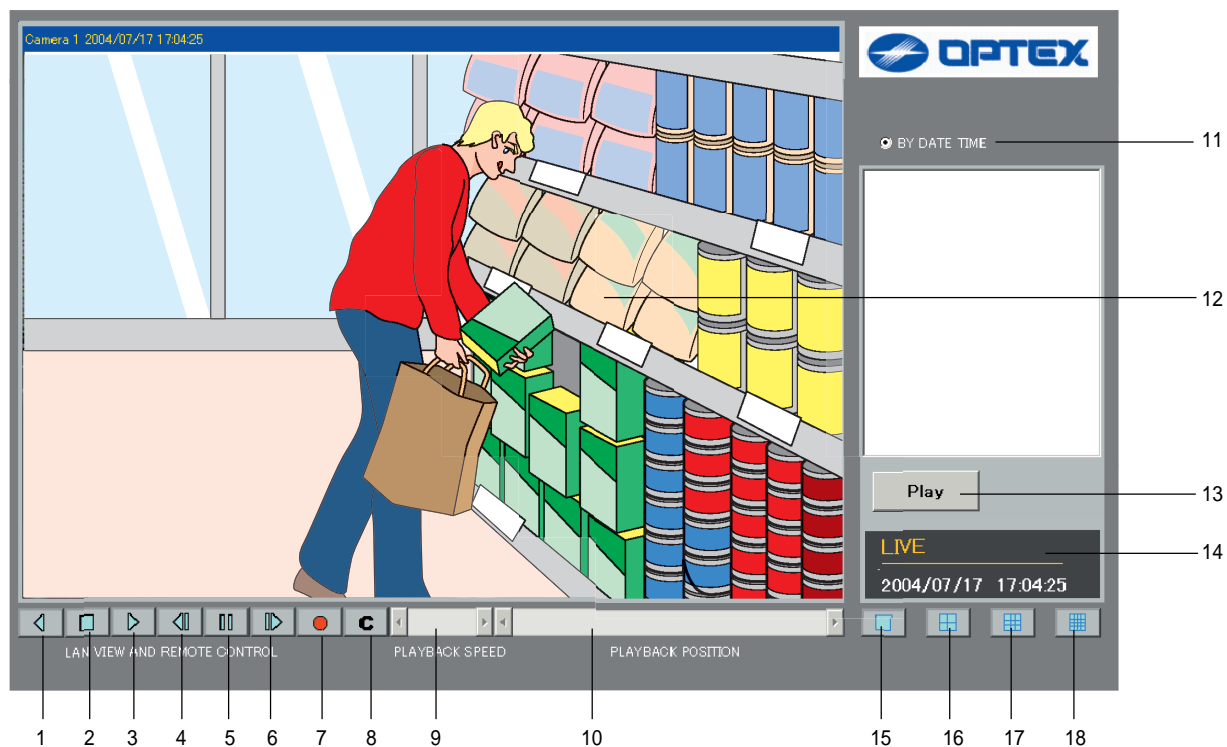 Camera 1 2004/07/17 17:04:25
OPTEX
BY DATE TIME
11
12
Play
13
LIVE
14
2004/07/17 17:04:25
C
LAN VIEW AND REMOTE CONTROL
PLAYBACK SPEED
PLAYBACK POSITION
1 2 3 4 5 6 7 8 9 10 15 16 17 18